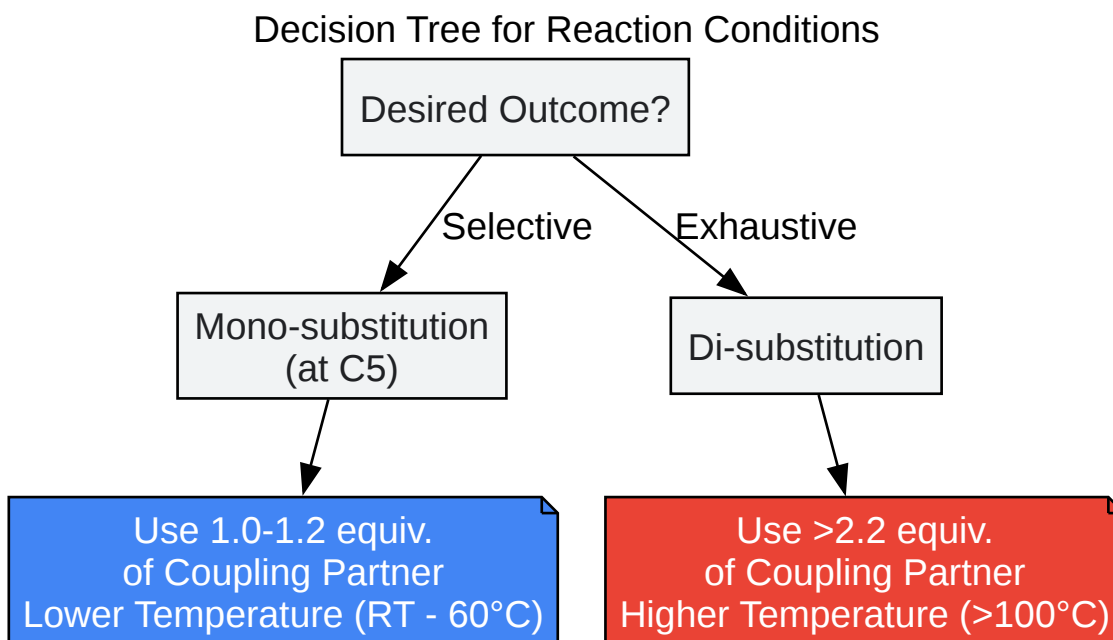 Decision Tree for Reaction Conditions
Desired Outcome?
Selective
Exhaustive
Mono-substitution
(at C5)
Di-substitution
Use 1.0-1.2 equiv.
of Coupling Partner
Lower Temperature (RT - 60°C)
Use >2.2 equiv.
of Coupling Partner
Higher Temperature (>100°C)